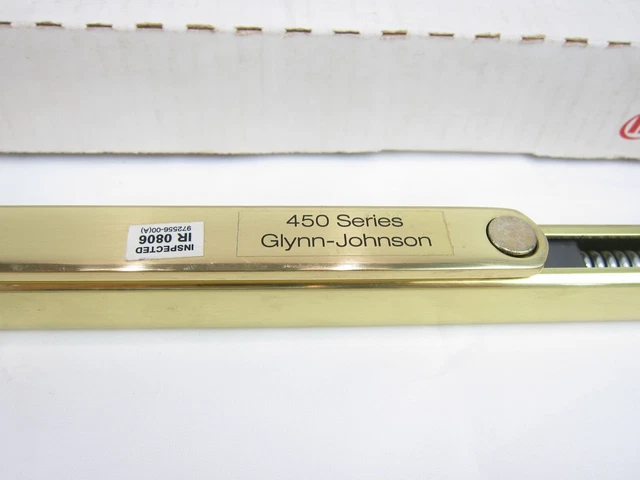 450 Series
Glynn-Johnson
INSPECTED
IR 0806
972556-00(A)